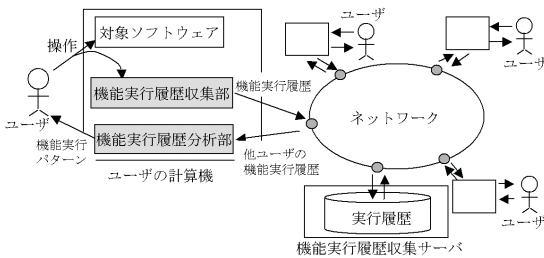 ユーザ
ユーザ
対象ソフトウェア
操作
機能実行履歴収集部
機能実行履歴
ユーザ
機能実行履歴分析部
ネットワーク
機能実行
パターン
他ユーザの
機能実行履歴
ユーザの計算機
実行履歴
ユーザ
機能実行履歴収集サーバ